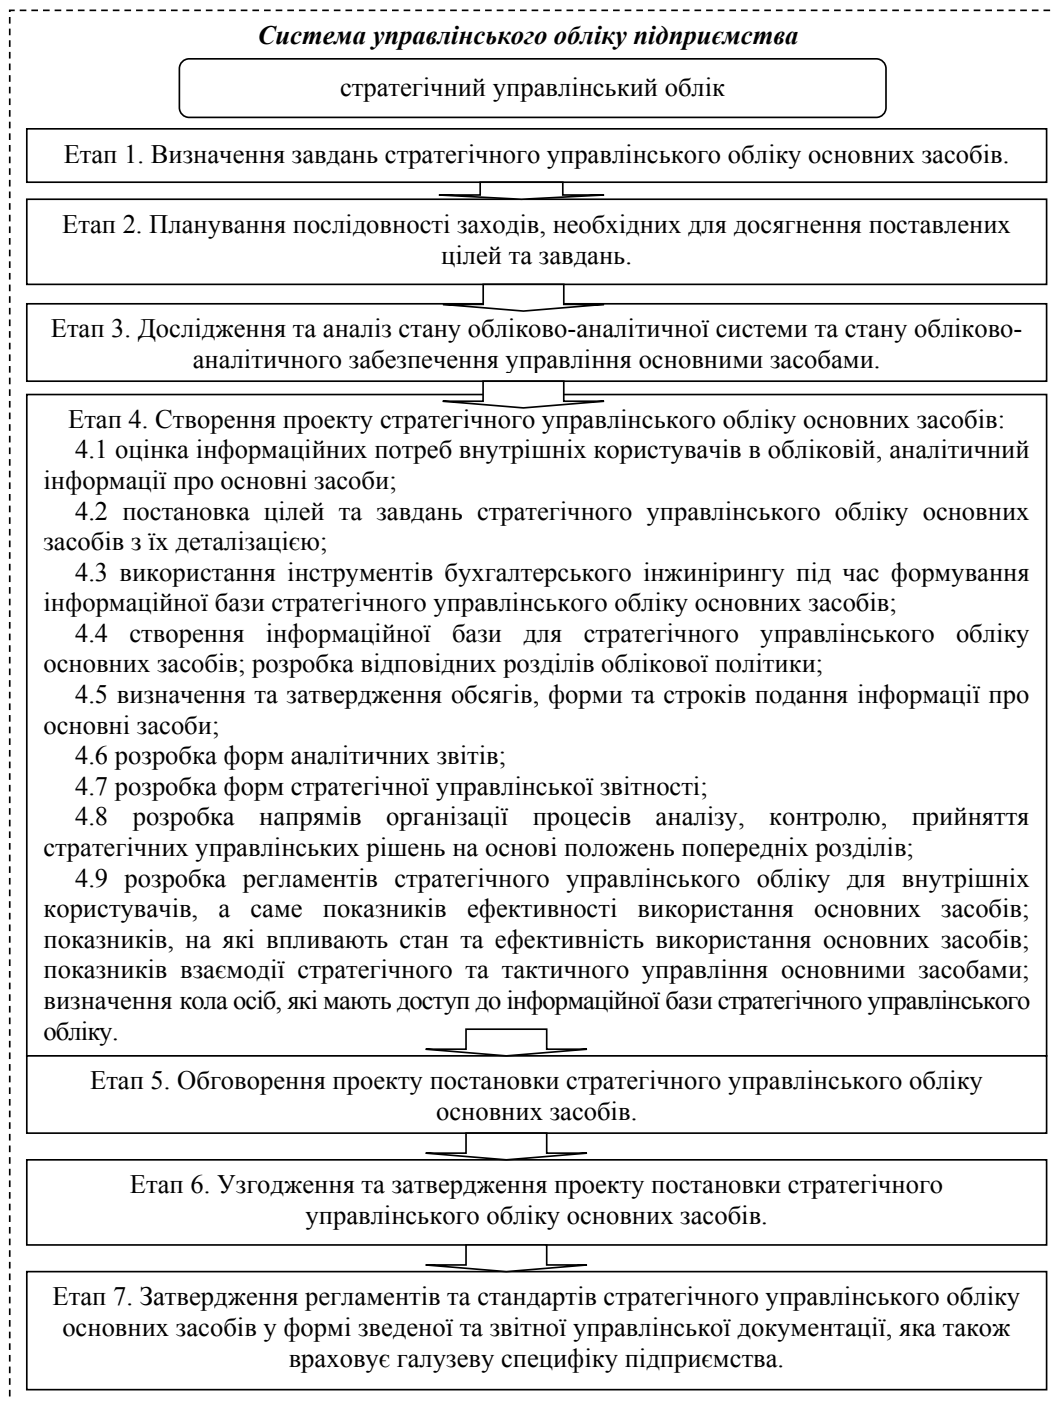 Система управлінського обліку підприємства
стратегічний управлінський облік
Етап 1. Визначення завдань стратегічного управлінського обліку основних засобів.
Етап 2. Планування послідовності заходів, необхідних для досягнення поставлених
цілей та завдань.
Етап 3. Дослідження та аналіз стану обліково-аналітичної системи та стану обліково-
аналітичного забезпечення управління основними засобами.
Етап 4. Створення проекту стратегічного управлінського обліку основних засобів:
4.1 оцінка інформаційних потреб внутрішніх користувачів в обліковій, аналітичний
інформації про основні засоби;
4.2 постановка цілей та завдань стратегічного управлінського обліку основних
засобів з їх деталізацією;
4.3 використання інструментів бухгалтерського інжинірингу під час формування
інформаційної бази стратегічного управлінського обліку основних засобів;
4.4 створення інформаційної бази для стратегічного управлінського обліку
основних засобів; розробка відповідних розділів облікової політики;
4.5 визначення та затвердження обсягів, форми та строків подання інформації про
основні засоби;
4.6 розробка форм аналітичних звітів;
4.7 розробка форм стратегічної управлінської звітності;
4.8 розробка напрямів організації процесів аналізу, контролю, прийняття
стратегічних управлінських рішень на основі положень попередніх розділів;
4.9 розробка регламентів стратегічного управлінського обліку для внутрішніх
користувачів, а саме показників ефективності використання основних засобів;
показників, на які впливають стан та ефективність використання основних засобів;
показників взаємодії стратегічного та тактичного управління основними засобами;
визначення кола осіб, які мають доступ до інформаційної бази стратегічного управлінського
обліку.
Етап 5. Обговорення проекту постановки стратегічного управлінського обліку
основних засобів.
Етап 6. Узгодження та затвердження проекту постановки стратегічного
управлінського обліку основних засобів.
Етап 7. Затвердження регламентів та стандартів стратегічного управлінського обліку
основних засобів у формі зведеної та звітної управлінської документації, яка також
враховує галузеву специфіку підприємства.